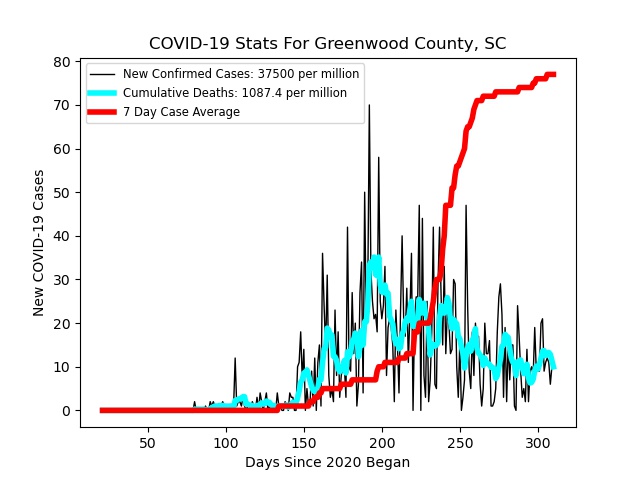 COVID-19 Stats For Greenwood County, SC
New Confirmed Cases: 37500 per million
Cumulative Deaths: 1087.4 per million
7 Day Case Average
New COVID-19 Cases
80
70
60
50
40
30
20
10
0
50 100 150 200 250 300
Days Since 2020 Began